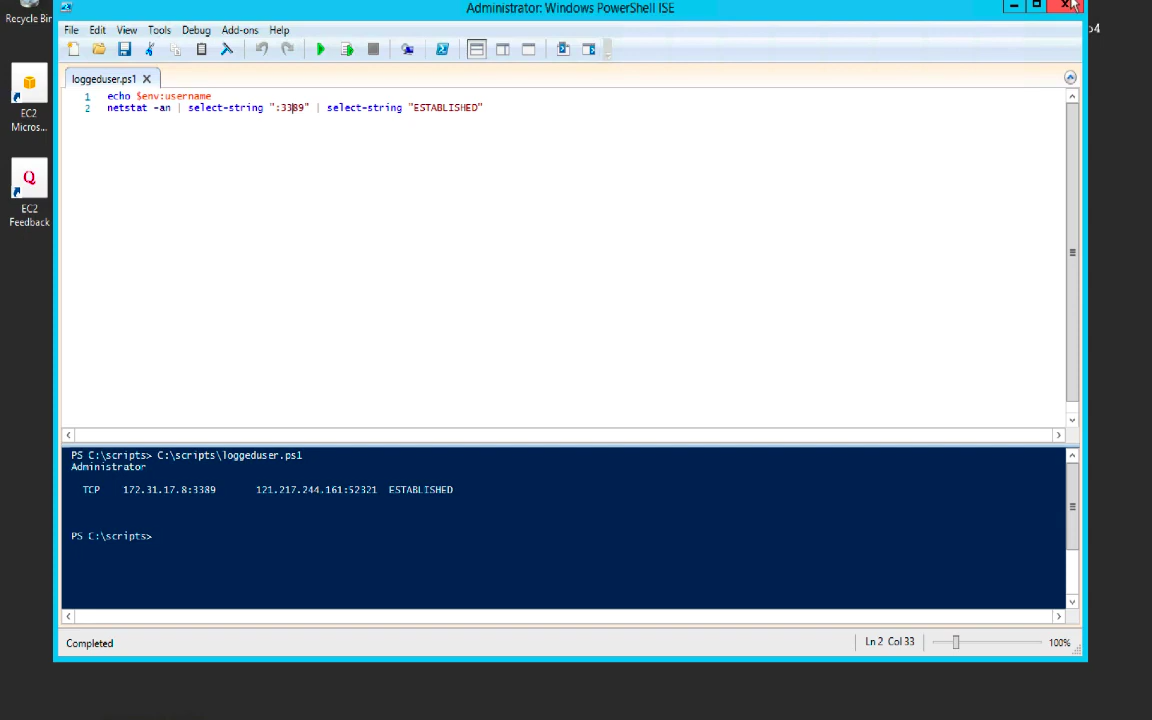 Administrator: Windows PowerShell ISE
Recycle Bin
File Edit View Tools Debug Add-ons Help
loggeduser.ps1
1 echo $env:username
2 netstat -an | select-string ":3389" | select-string "ESTABLISHED"
EC2
Micros...
Q
EC2
Feedback
PS C:\scripts> C:\scripts\loggeduser.ps1
Administrator
TCP 172.31.17.8:3389 121.217.244.161:52321 ESTABLISHED
PS C:\scripts>
Completed Ln 2 Col 33 100%